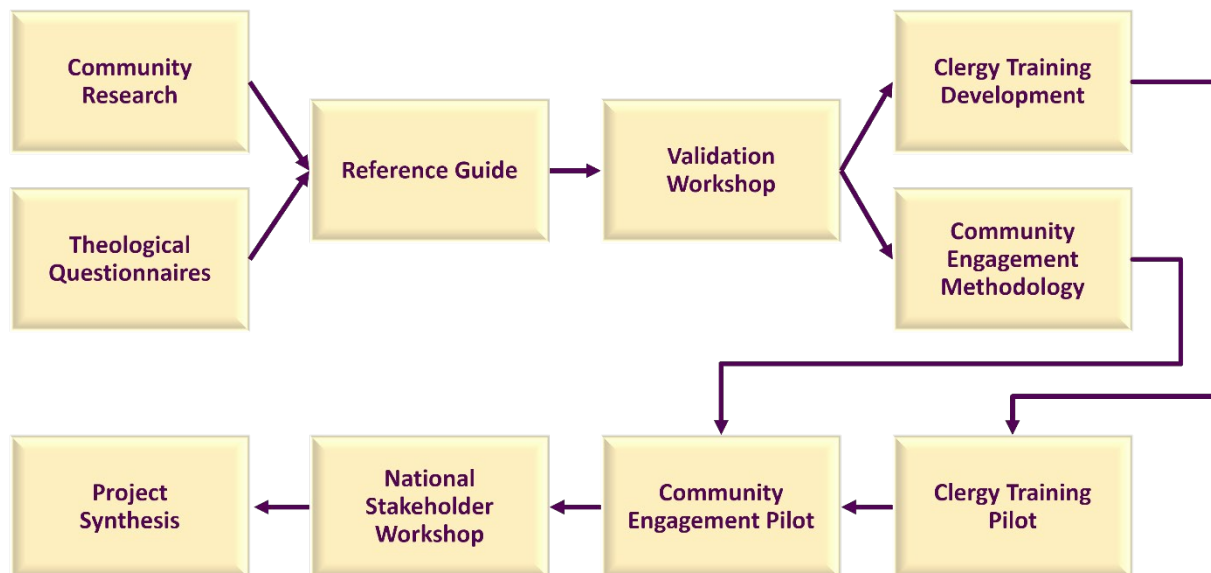 Community
Research
Theological
Questionnaires
Reference Guide
Validation
Workshop
Clergy Training
Development
Community
Engagement
Methodology
Project
Synthesis
National
Stakeholder
Workshop
Community
Engagement Pilot
Clergy Training
Pilot